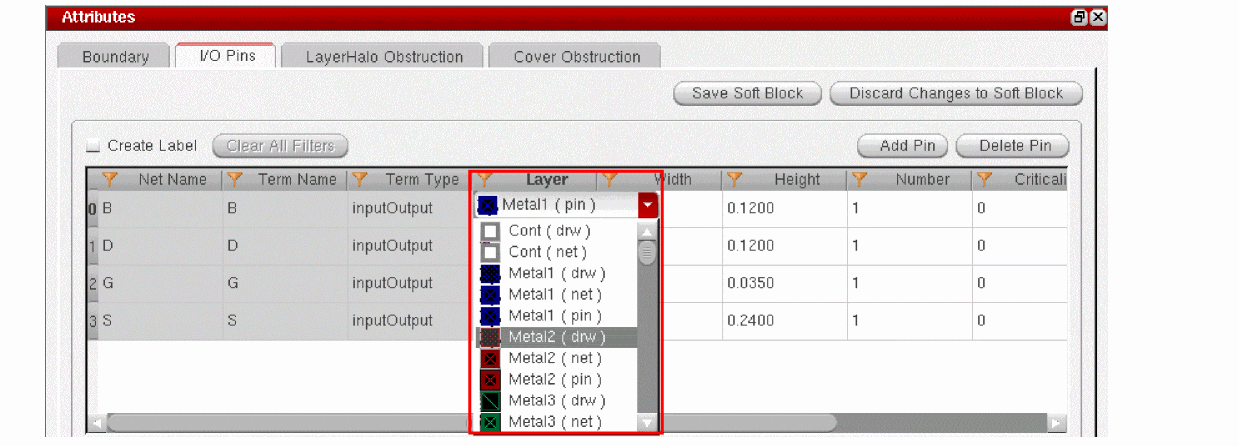 Attributes
Boundary I/O Pins LayerHalo Obstruction Cover Obstruction
Save Soft Block Discard Changes to Soft Block
Create Label Clear All Filters Add Pin Delete Pin
Net Name Term Name Term Type Layer Width Height Number Criticali
0 B B inputOutput Metal1 ( pin ) 0.1200 1 0
Cont ( drw )
1 D D inputOutput Cont ( net ) 0.1200 1 0
Metal1 ( drw )
2 G G inputOutput Metal1 ( net ) 0.0350 1 0
Metal1 ( pin )
3 S S inputOutput Metal2 ( drw ) 0.2400 1 0
Metal2 ( net )
Metal2 ( pin )
Metal3 ( drw )
Metal3 ( net )